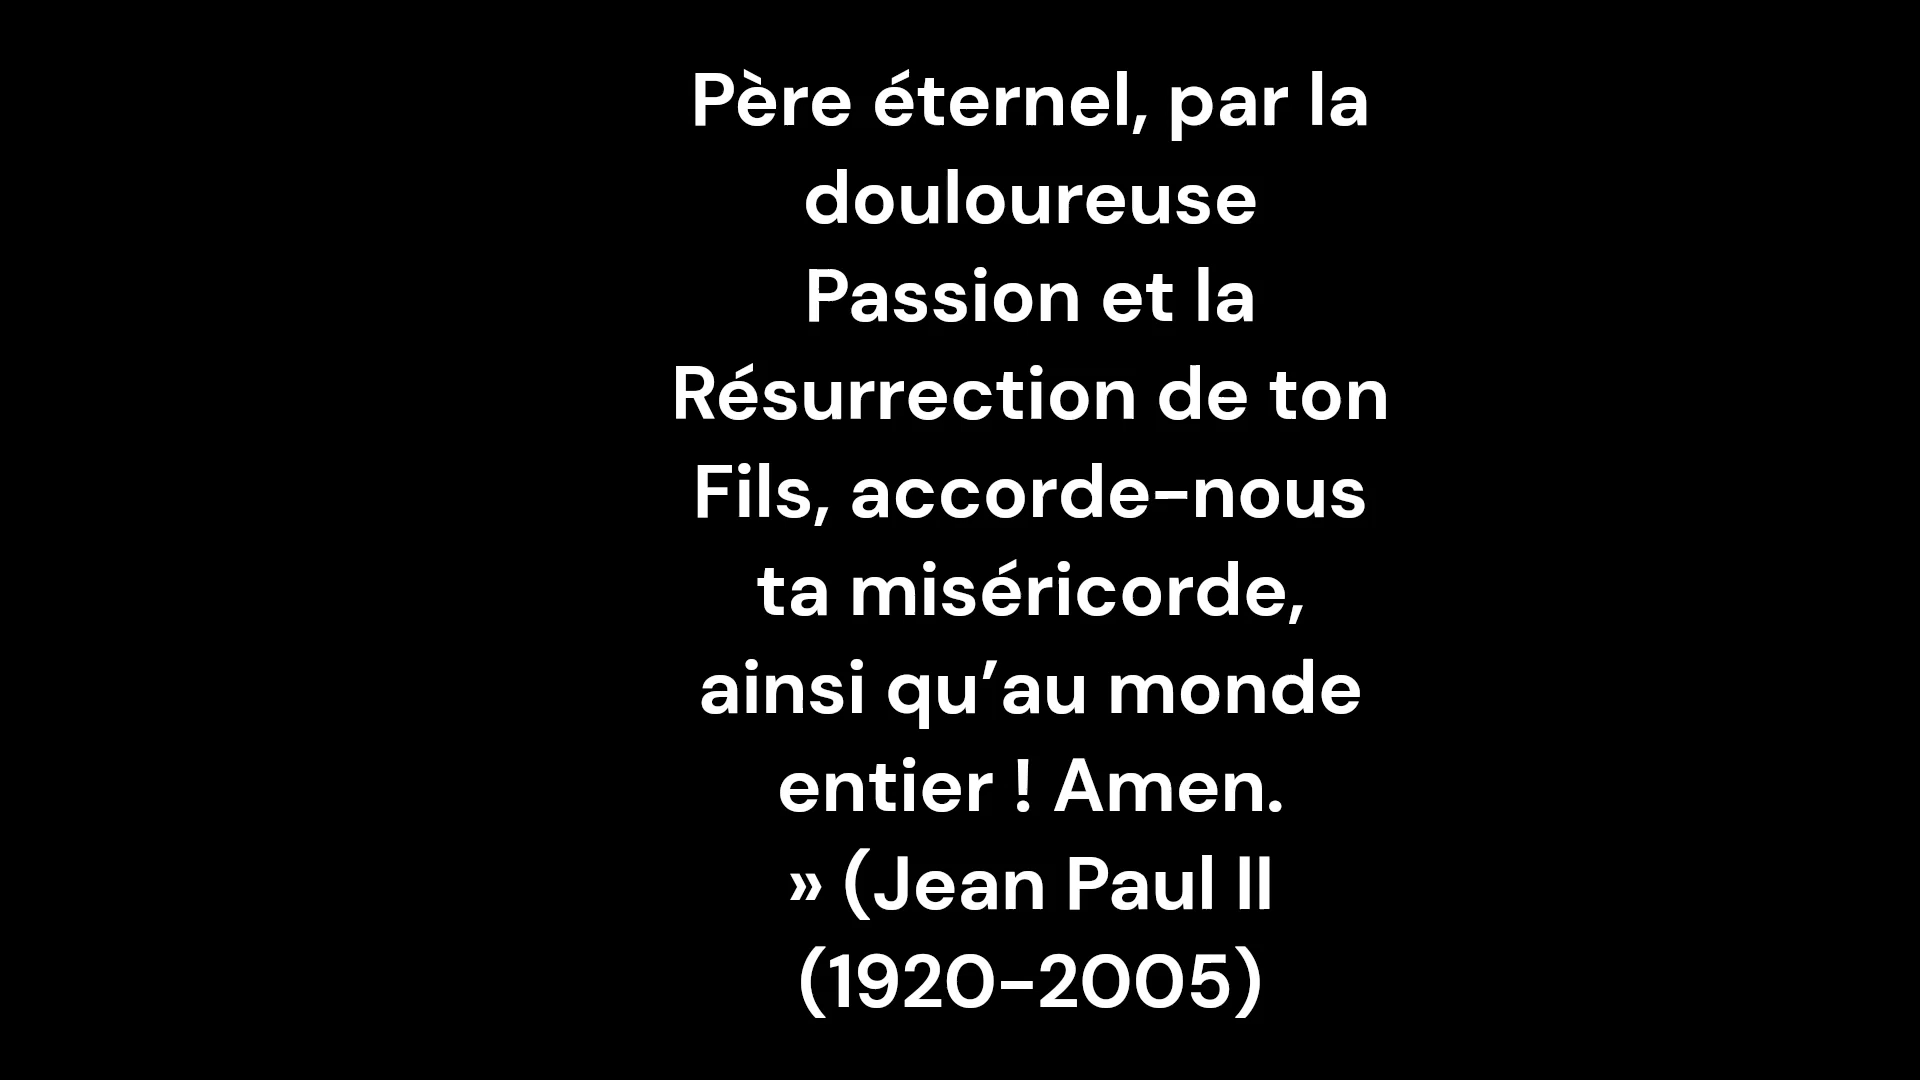 Père éternel, par la
douloureuse
Passion et la
Résurrection de ton
Fils, accorde-nous
ta miséricorde,
ainsi qu’au monde
entier ! Amen.
» (Jean Paul II
(1920-2005)